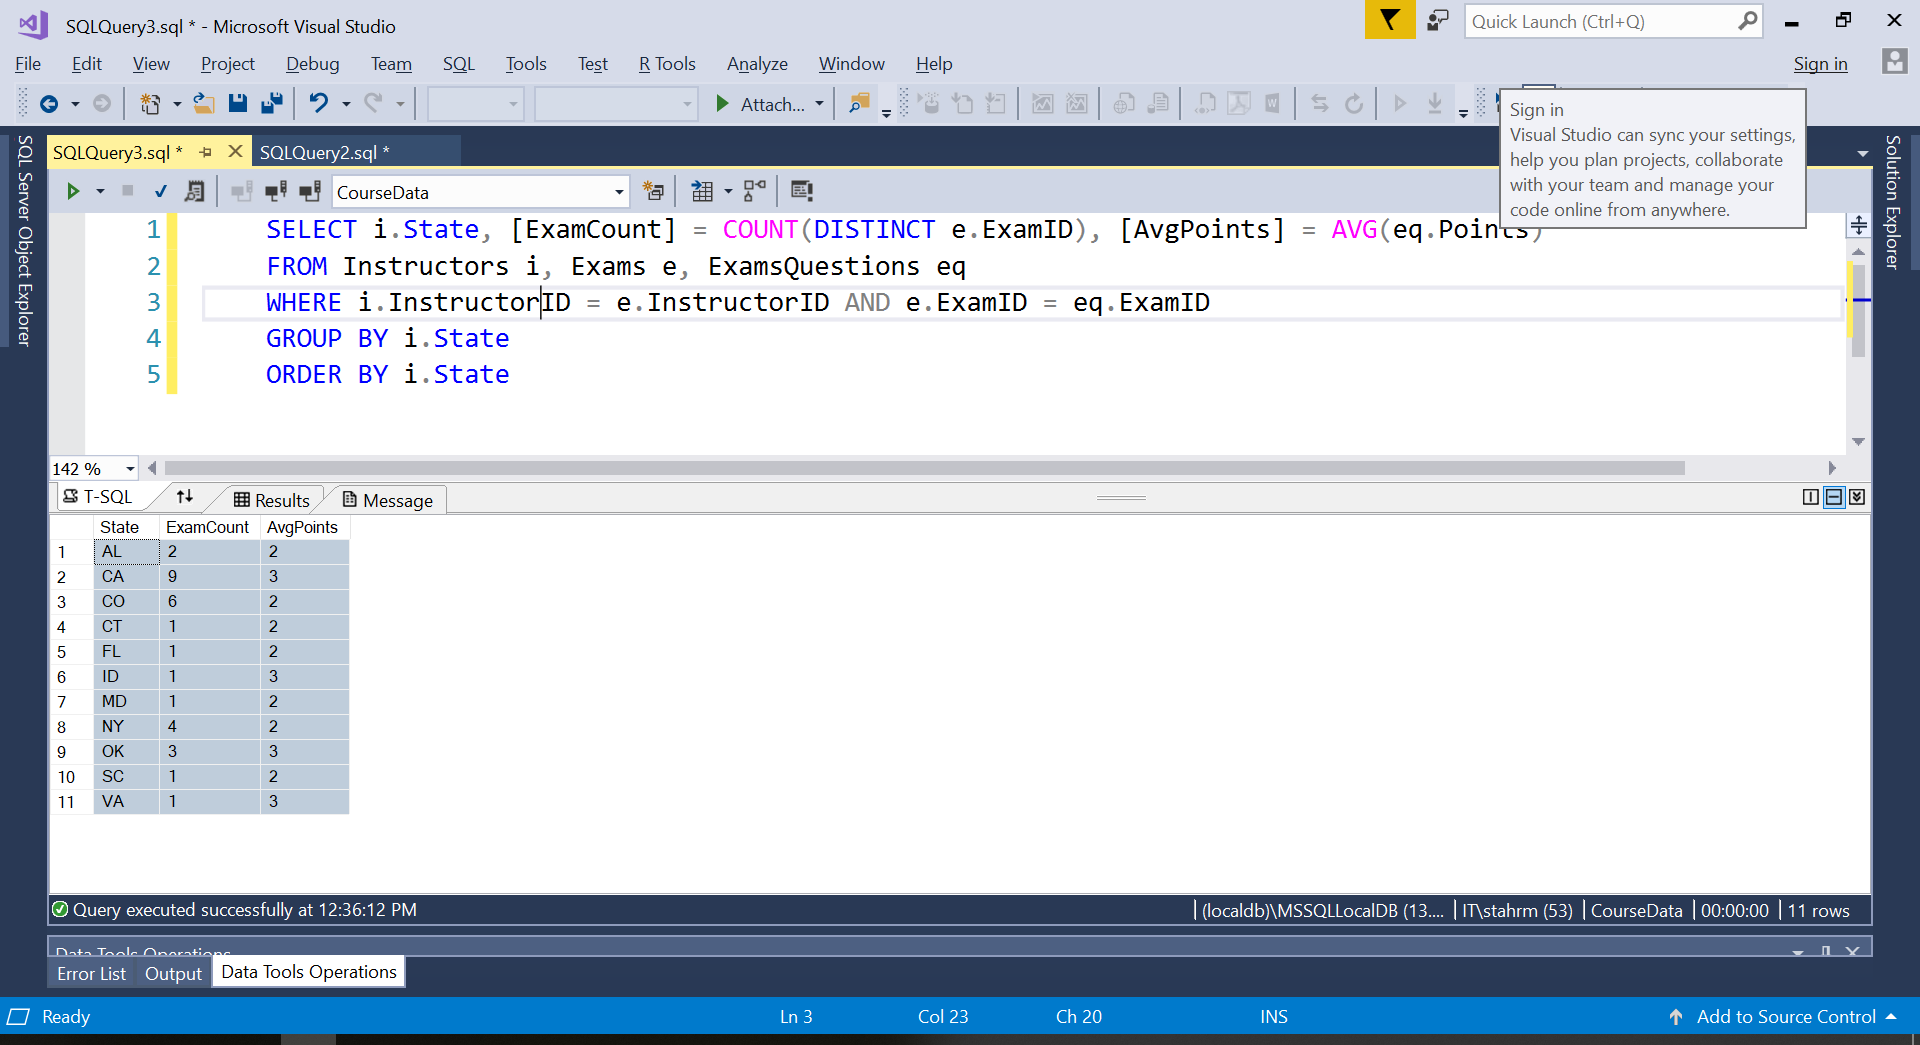 SQLQuery3.sql * - Microsoft Visual Studio
Quick Launch (Ctrl+Q)
File Edit View Project Debug Team SQL Tools Test R Tools Analyze Window Help
Sign in
Attach...
Sign in
Visual Studio can sync your settings,
help you plan projects, collaborate
with your team and manage your
code online from anywhere.
SQL Server Object Explorer
Solution Explorer
SQLQuery3.sql *
SQLQuery2.sql *
CourseData
1 SELECT i.State, [ExamCount] = COUNT(DISTINCT e.ExamID), [AvgPoints] = AVG(eq.Points)
2 FROM Instructors i, Exams e, ExamsQuestions eq
3 WHERE i.InstructorID = e.InstructorID AND e.ExamID = eq.ExamID
4 GROUP BY i.State
5 ORDER BY i.State
142 %
T-SQL Results Message
State ExamCount AvgPoints
1 AL 2 2
2 CA 9 3
3 CO 6 2
4 CT 1 2
5 FL 1 2
6 ID 1 3
7 MD 1 2
8 NY 4 2
9 OK 3 3
10 SC 1 2
11 VA 1 3
Query executed successfully at 12:36:12 PM
(localdb)\MSSQLLocalDB (13.... IT\stahrm (53) CourseData 00:00:00 11 rows
Data Tools Operations
Error List Output Data Tools Operations
Ready Ln 3 Col 23 Ch 20 INS Add to Source Control